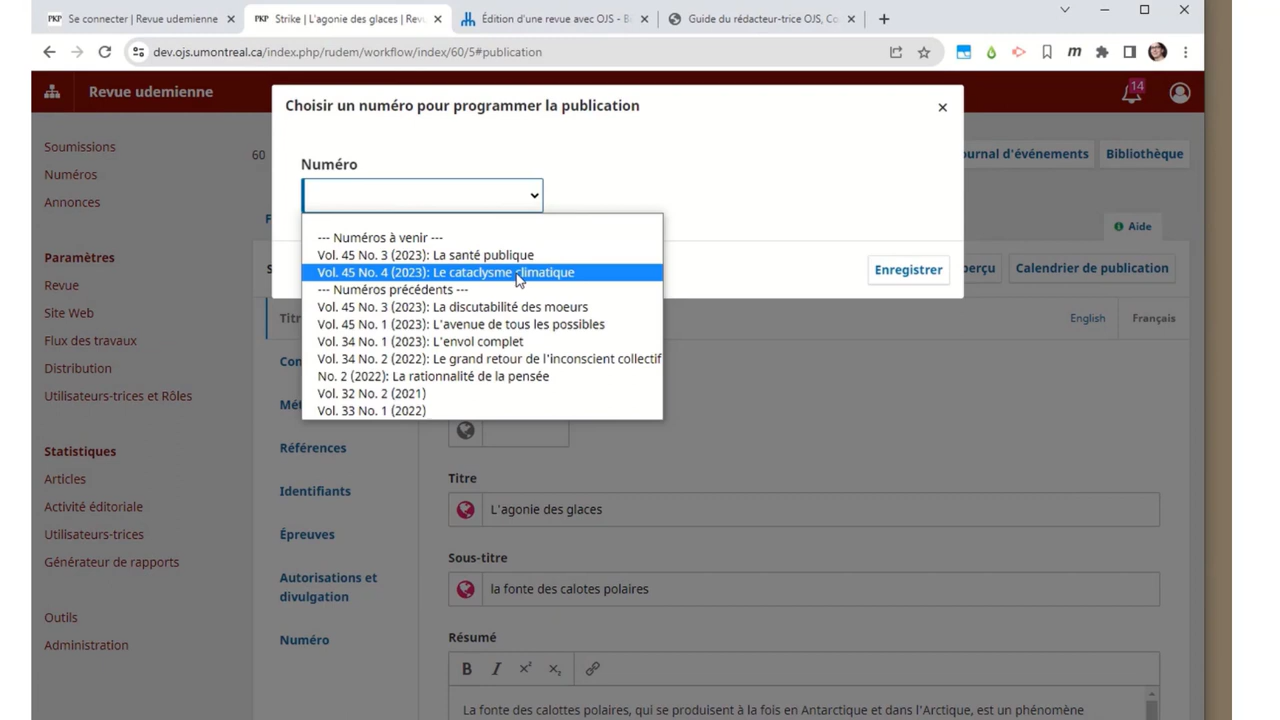 Se connecter | Revue udemienne
Strike | L'agonie des glaces | Revu
Édition d'une revue avec OJS - B
Guide du rédacteur-trice OJS, Co
dev.ojs.umontreal.ca/index.php/rudem/workflow/index/60/5#publication
Revue udemienne
14
Choisir un numéro pour programmer la publication
Numéro
--- Numéros à venir ---
Vol. 45 No. 3 (2023): La santé publique
Vol. 45 No. 4 (2023): Le cataclysme climatique
--- Numéros précédents ---
Vol. 45 No. 3 (2023): La discutabilité des moeurs
Vol. 45 No. 1 (2023): L'avenue de tous les possibles
Vol. 34 No. 1 (2023): L'envol complet
Vol. 34 No. 2 (2022): Le grand retour de l'inconscient collectif
No. 2 (2022): La rationnalité de la pensée
Vol. 32 No. 2 (2021)
Vol. 33 No. 1 (2022)
Enregistrer
Soumissions
Numéros
Annonces
Paramètres
Revue
Site Web
Flux des travaux
Distribution
Utilisateurs-trices et Rôles
Statistiques
Articles
Activité éditoriale
Utilisateurs-trices
Générateur de rapports
Outils
Administration
60
urnal d'événements
Bibliothèque
Aide
perçu
Calendrier de publication
Titr
English
Français
Con
Mét
Références
Identifiants
Épreuves
Autorisations et
divulgation
Numéro
Titre
L'agonie des glaces
Sous-titre
la fonte des calotes polaires
Résumé
B I x² x₂
La fonte des calottes polaires, qui se produisent à la fois en Antarctique et dans l'Arctique, est un phénomène